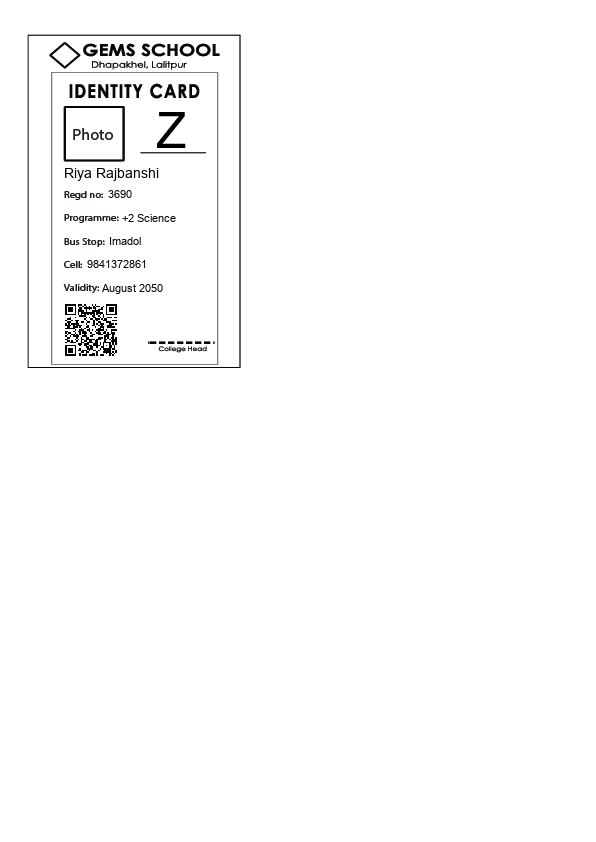 GEMS SCHOOL
Dhapakhel, Lalitpur
IDENTITY CARD
Photo
Z
Riya Rajbanshi
Regd no: 3690
Programme: +2 Science
Bus Stop: Imadol
Cell: 9841372861
Validity: August 2050
College Head